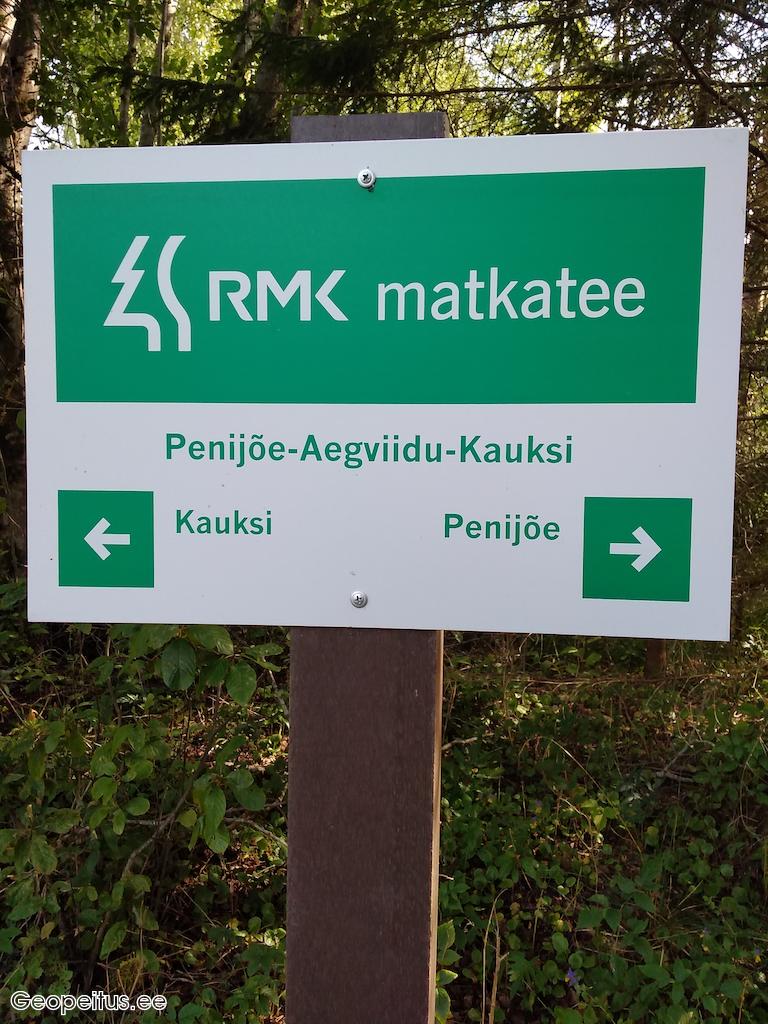 RMK matkatee
Penijõe-Aegviidu-Kauksi
Kauksi Penijõe
Geopeitus.ee